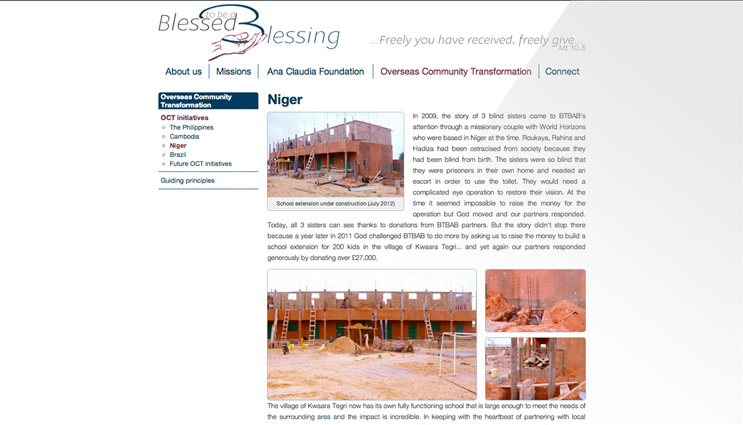 to be a
Blessed
Blessing
...Freely you have received, freely give...
Mt 10.8
About us
Missions
Ana Claudia Foundation
Overseas Community Transformation
Connect
Overseas Community
Transformation
OCT initiatives
The Philippines
Cambodia
Niger
Brazil
Future OCT initiatives
Guiding principles
Niger
School extension under construction (July 2012)
In 2009, the story of 3 blind sisters came to BTBAB's
attention through a missionary couple with World Horizons
who were based in Niger at the time. Roukaya, Rahina and
Hadiza had been ostracised from society because they
had been blind from birth. The sisters were so blind that
they were prisoners in their own home and needed an
escort in order to use the toilet. They would need a
complicated eye operation to restore their vision. At the
time it seemed impossible to raise the money for the
operation but God moved and our partners responded.
Today, all 3 sisters can see thanks to donations from BTBAB partners. But the story didn't stop there
because a year later in 2011 God challenged BTBAB to do more by asking us to raise the money to build a
school extension for 200 kids in the village of Kwaara Tegri... and yet again our partners responded
generously by donating over £27,000.
The village of Kwaara Tegri now has its own fully functioning school that is large enough to meet the needs of
the surrounding area and the impact is incredible. In keeping with the heartbeat of partnering with local